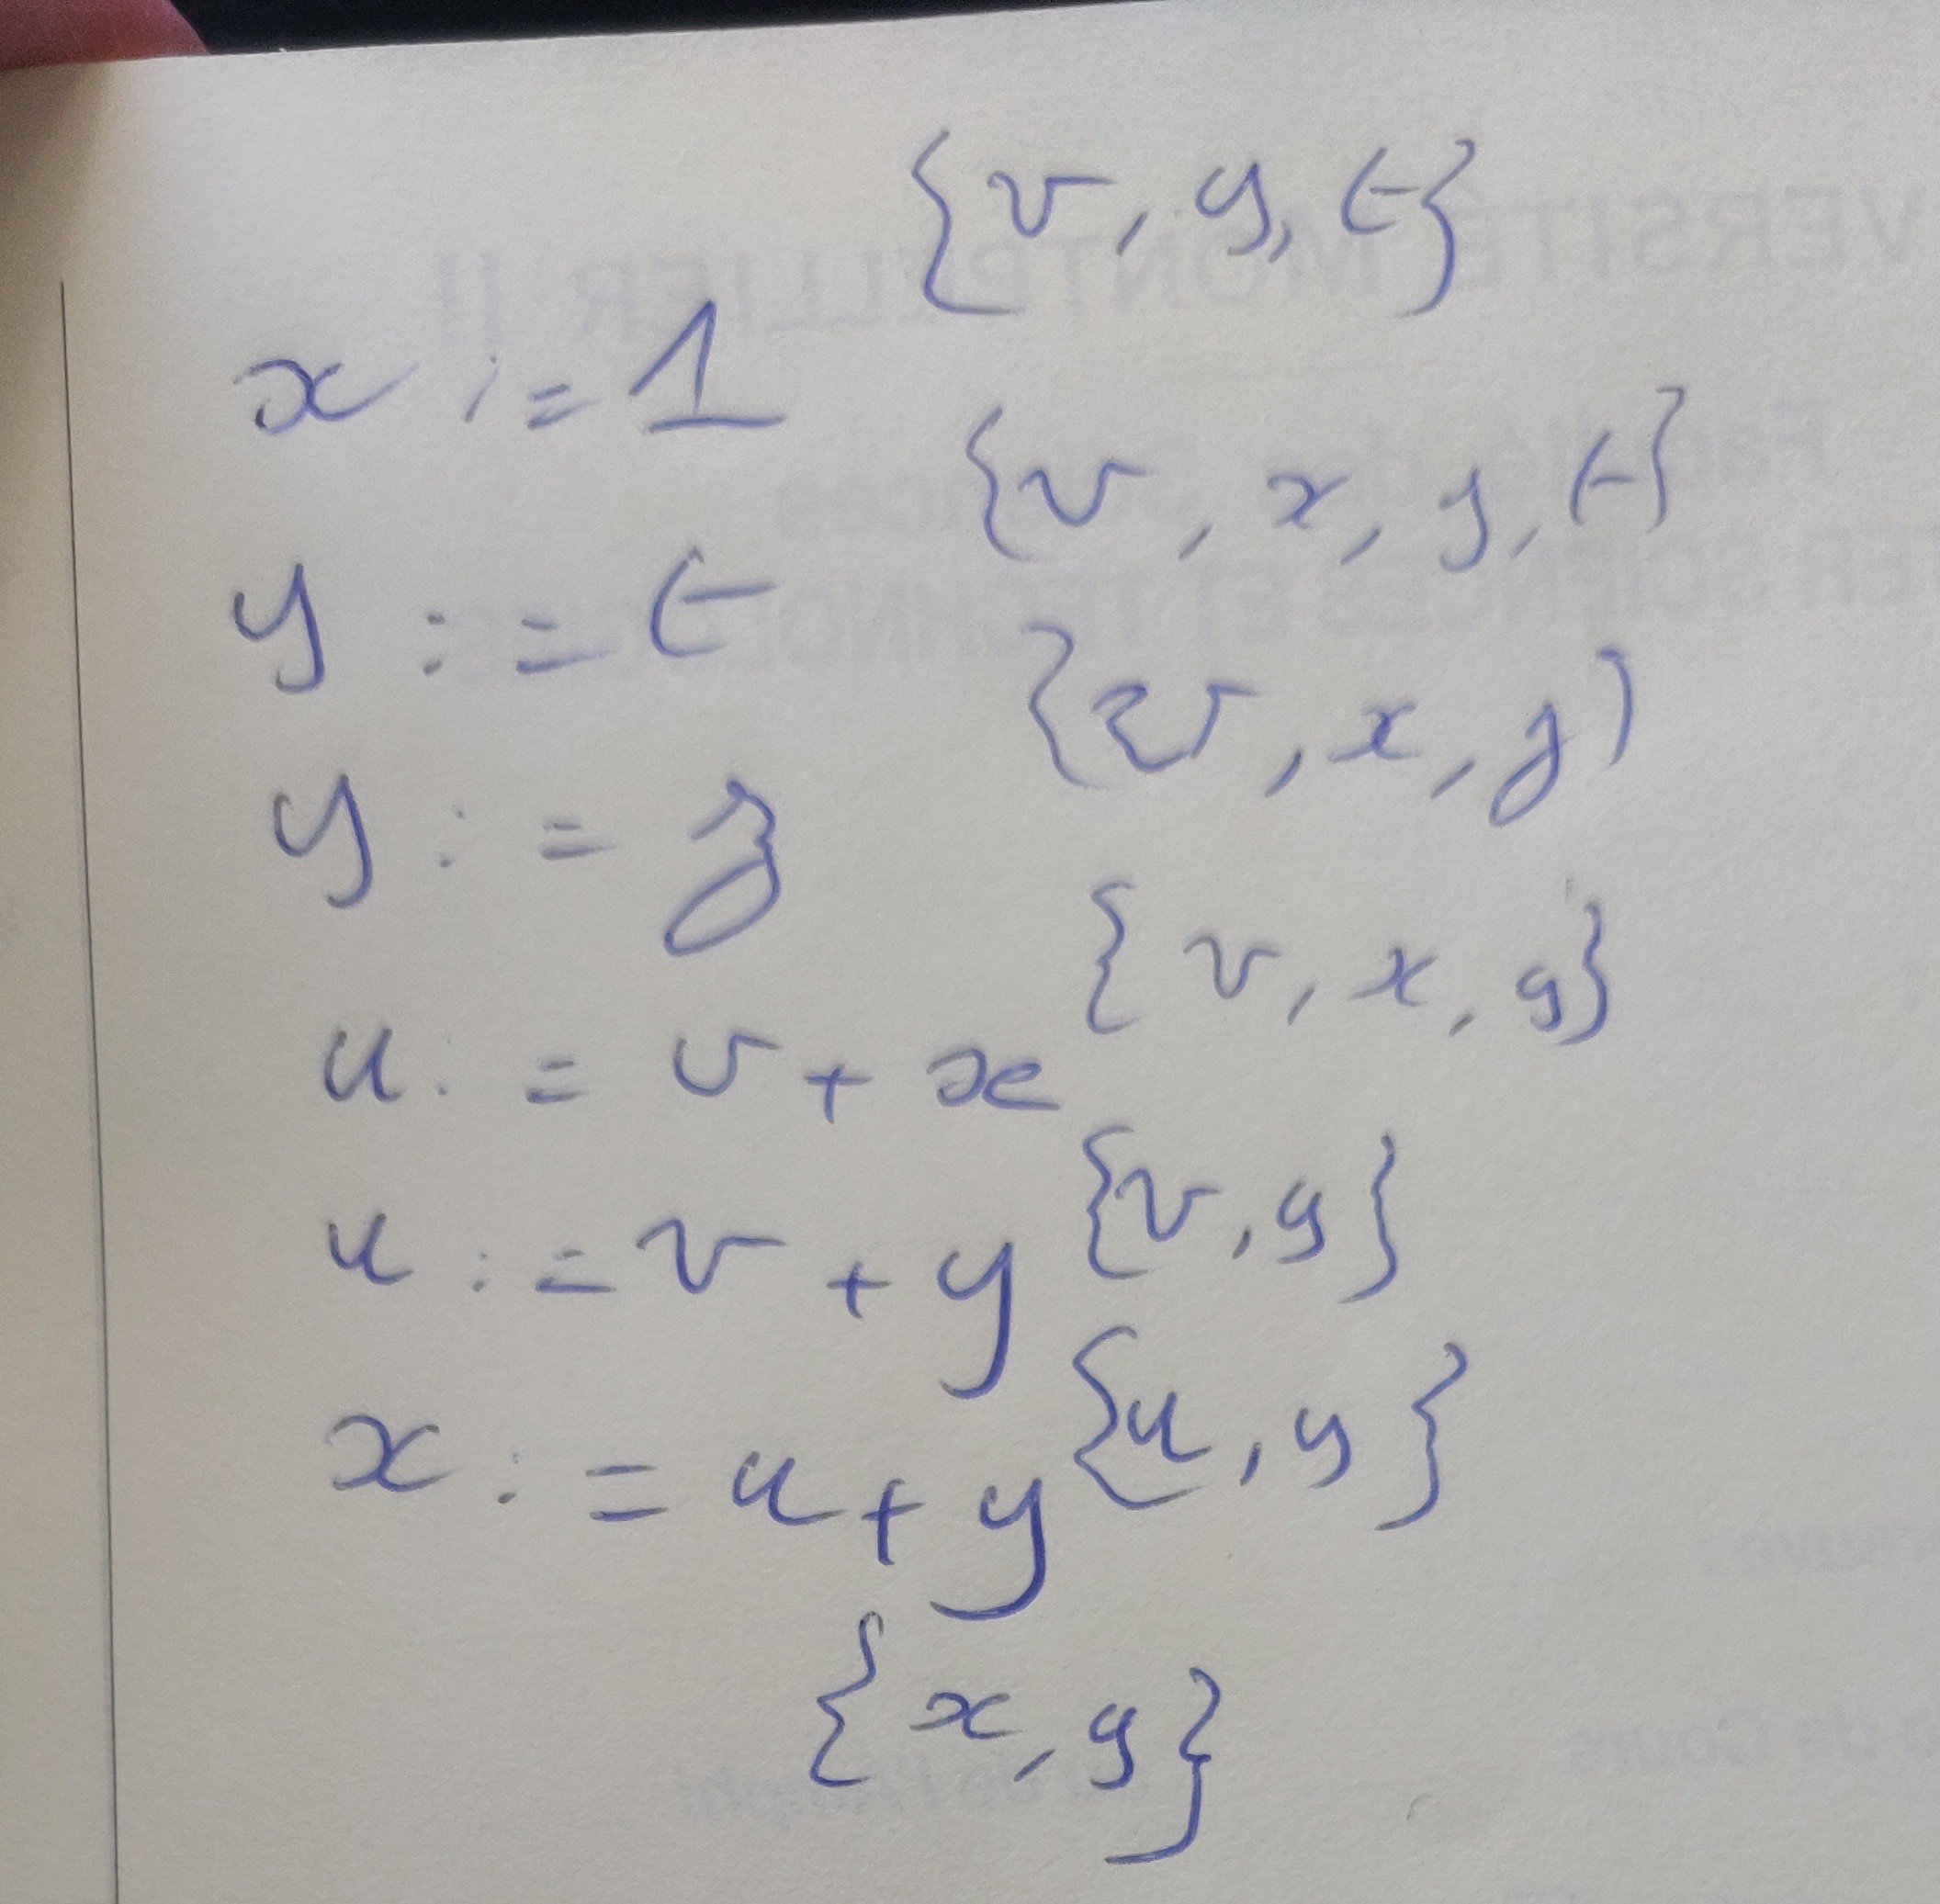 {v, y, t}
x := 1
{v, x, z, t}
y := t
{v, x, z}
y := z
{v, x, y}
u := v + x
{v, y}
u := v + y
{u, y}
x := u + y
{x, y}